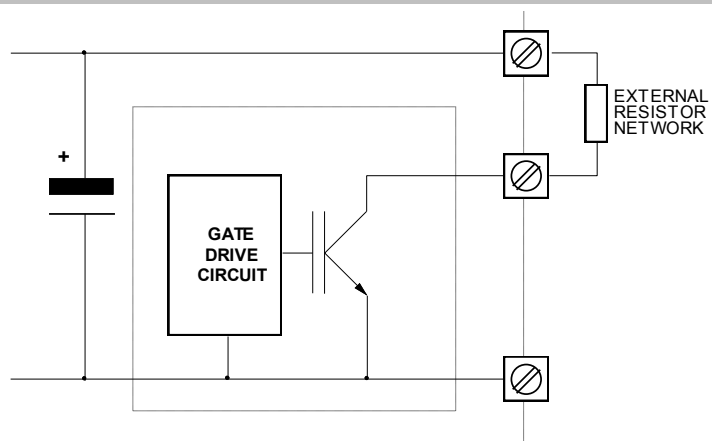 +
GATE
DRIVE
CIRCUIT
EXTERNAL
RESISTOR
NETWORK